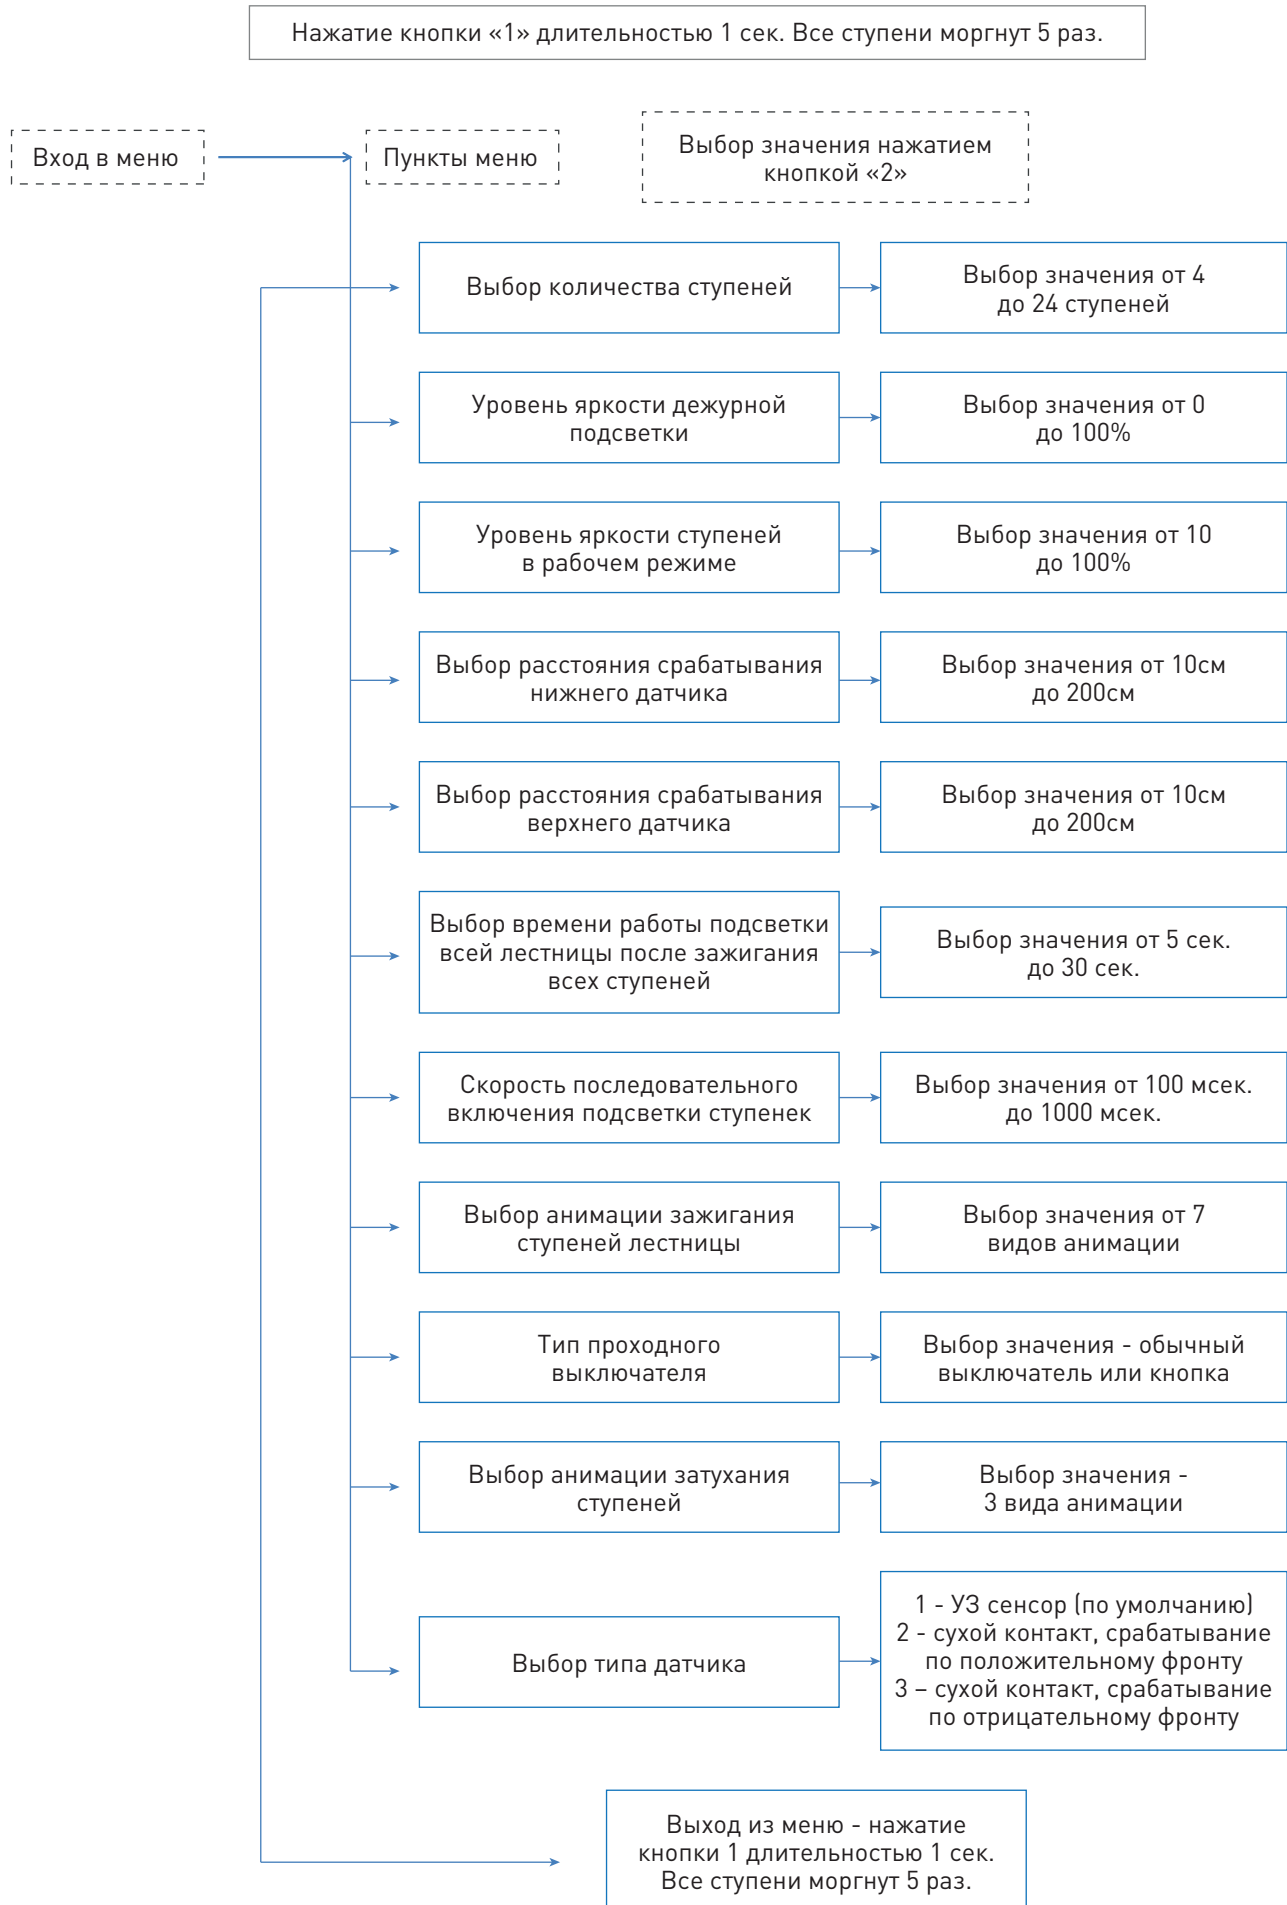 Нажатие кнопки «1» длительностью 1 сек. Все ступени моргнут 5 раз.
Вход в меню
Пункты меню
Выбор значения нажатием
кнопкой «2»
Выбор количества ступеней
Выбор значения от 4
до 24 ступеней
Уровень яркости дежурной
подсветки
Выбор значения от 0
до 100%
Уровень яркости ступеней
в рабочем режиме
Выбор значения от 10
до 100%
Выбор расстояния срабатывания
нижнего датчика
Выбор значения от 10см
до 200см
Выбор расстояния срабатывания
верхнего датчика
Выбор значения от 10см
до 200см
Выбор времени работы подсветки
всей лестницы после зажигания
всех ступеней
Выбор значения от 5 сек.
до 30 сек.
Скорость последовательного
включения подсветки ступенек
Выбор значения от 100 мсек.
до 1000 мсек.
Выбор анимации зажигания
ступеней лестницы
Выбор значения от 7
видов анимации
Тип проходного
выключателя
Выбор значения - обычный
выключатель или кнопка
Выбор анимации затухания
ступеней
Выбор значения -
3 вида анимации
Выбор типа датчика
1 - УЗ сенсор (по умолчанию)
2 - сухой контакт, срабатывание
по положительному фронту
3 – сухой контакт, срабатывание
по отрицательному фронту
Выход из меню - нажатие
кнопки 1 длительностью 1 сек.
Все ступени моргнут 5 раз.